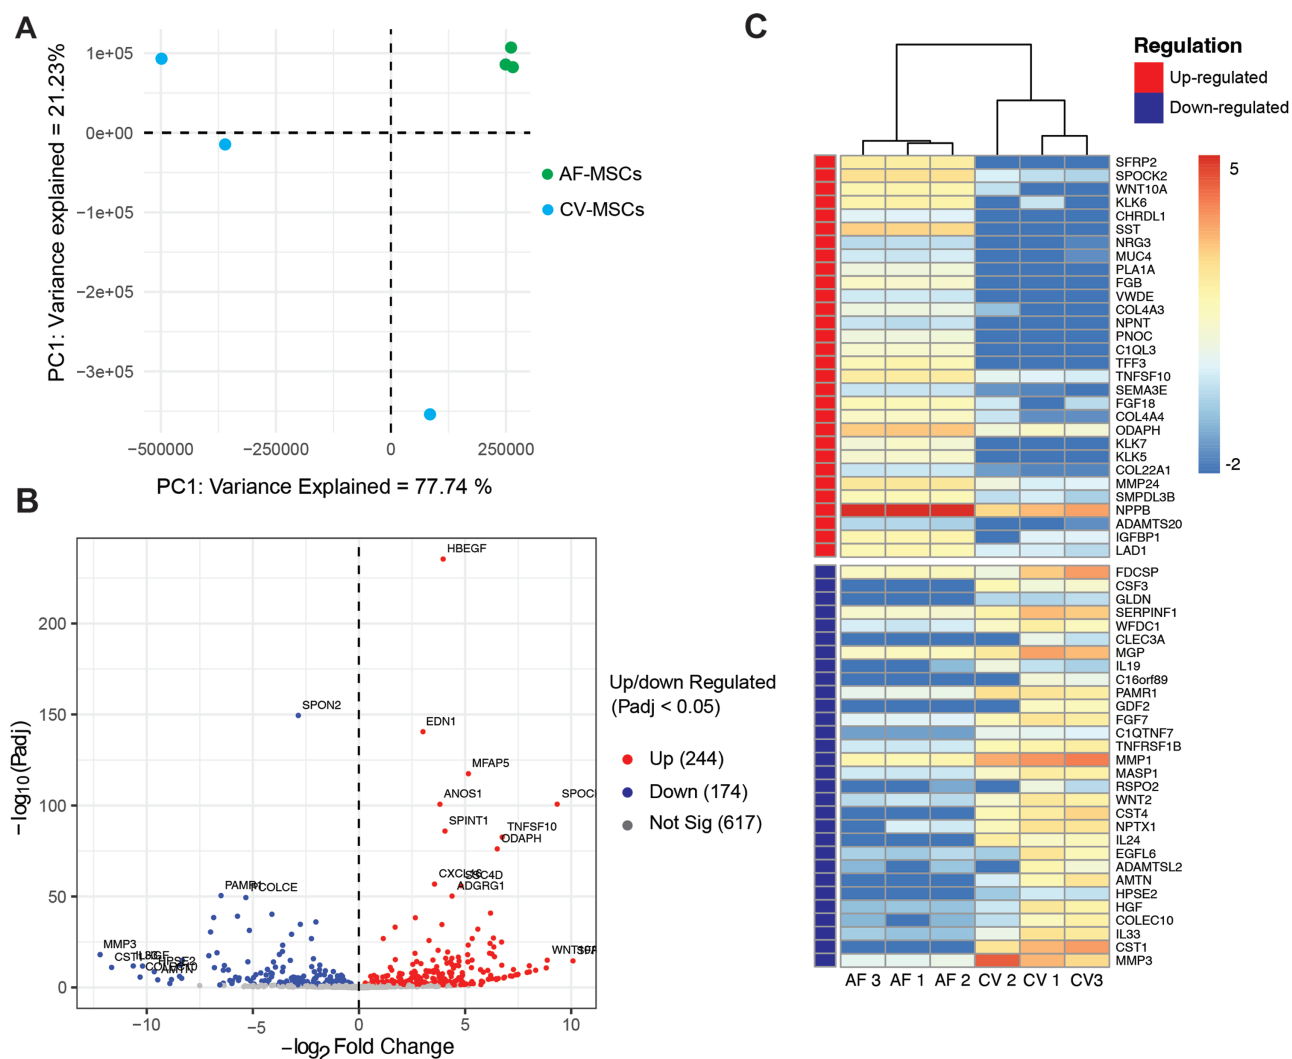 A
PC1: Variance explained = 21.23%
1e+05
0e+00
−1e+05
−2e+05
−3e+05
−500000
−250000
0
250000
PC1: Variance Explained = 77.74 %
AF-MSCs
CV-MSCs
B
−log10(Padj)
200
150
100
50
0
−10
−5
0
5
10
−log2 Fold Change
HBEGF
SPON2
EDN1
MFAP5
ANOS1
SPINT1
TNFSF10
ODAPH
SSC4D
ADGRG1
PAMR1
PCOLCE
MMP3
HPSE2
AMTN
Up/down Regulated
(Padj < 0.05)
Up (244)
Down (174)
Not Sig (617)
C
Regulation
Up-regulated
Down-regulated
5
-2
SFRP2
SPOCK2
WNT10A
KLK6
CHRDL1
SST
NRG3
MUC4
PLA1A
FGB
VWDE
COL4A3
NPNT
PNOC
C1QL3
TFF3
TNFSF10
SEMA3E
FGF18
COL4A4
ODAPH
KLK7
KLK5
COL22A1
MMP24
SMPDL3B
NPPB
ADAMTS20
IGFBP1
LAD1
FDCSP
CSF3
GLDN
SERPINF1
WFDC1
CLEC3A
MGP
IL19
C16orf89
PAMR1
GDF2
FGF7
C1QTNF7
TNFRSF1B
MMP1
MASP1
RSPO2
WNT2
CST4
NPTX1
IL24
EGFL6
ADAMTSL2
AMTN
HPSE2
HGF
COLEC10
IL33
CST1
MMP3
AF 3 AF 1 AF 2 CV 2 CV 1 CV3